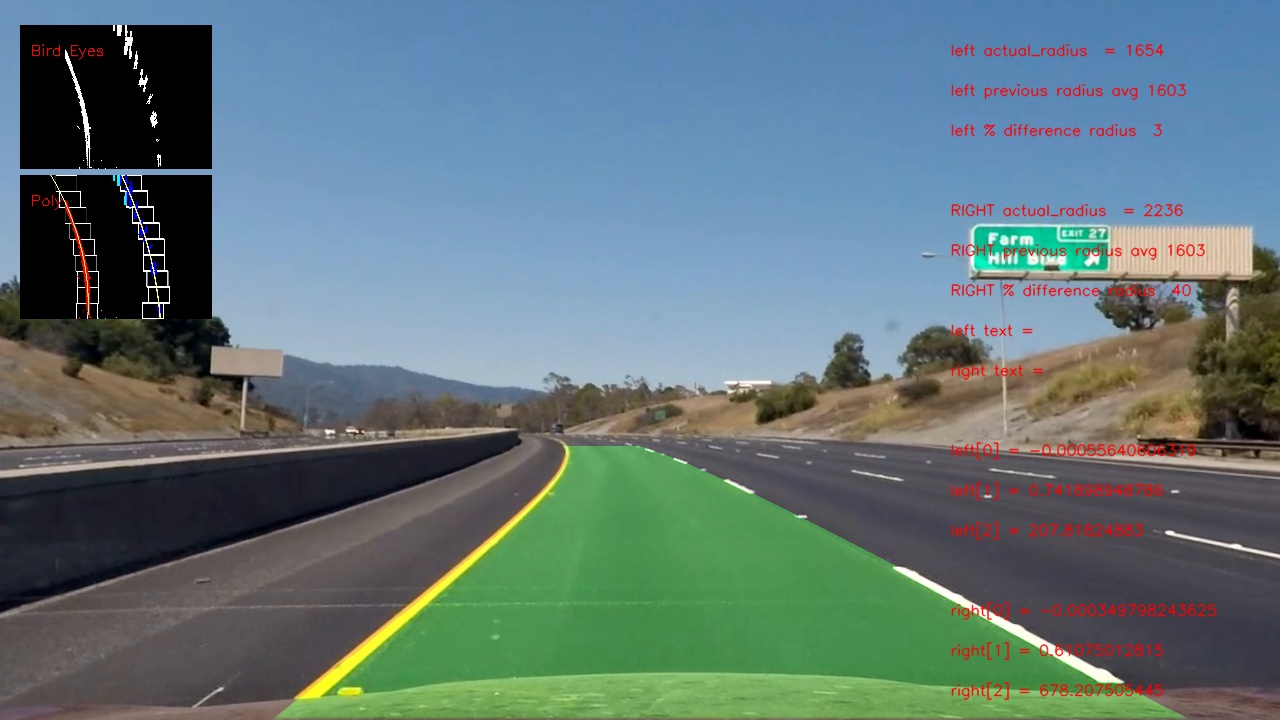 Bird Eyes
Poly
left actual_radius = 1654
left previous radius avg 1603
left % difference radius 3
RIGHT actual_radius = 2236
EXIT 27
Farm
Hill Blvd
RIGHT previous radius avg 1603
RIGHT % difference radius 40
left text =
right text =
left[0] = -0.00055640606319
left[1] = 0.741898948786
left[2] = 207.81824883
right[0] = -0.000349798243625
right[1] = 0.61075012815
right[2] = 678.207505445